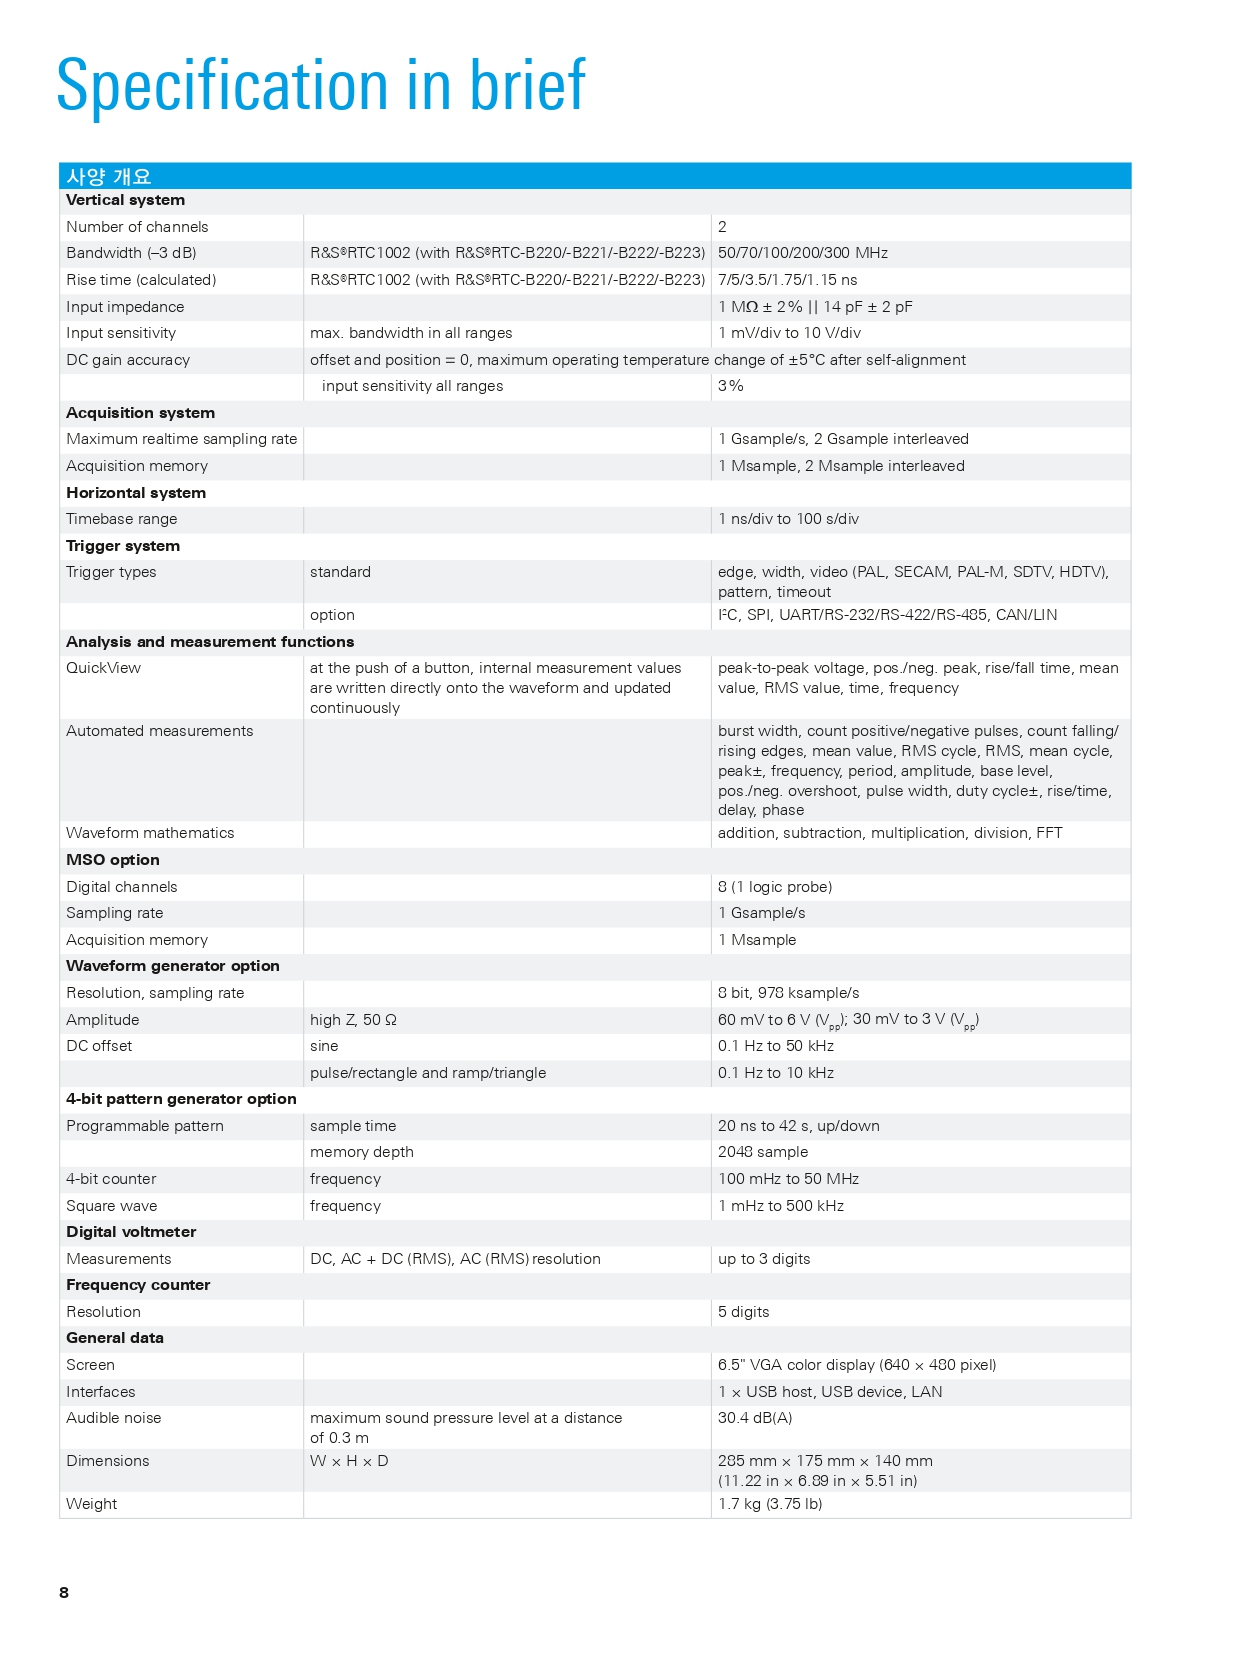 Specification in brief
사양 개요
Vertical system
Number of channels 2
Bandwidth (–3 dB) R&S®RTC1002 (with R&S®RTC-B220/-B221/-B222/-B223) 50/70/100/200/300 MHz
Rise time (calculated) R&S®RTC1002 (with R&S®RTC-B220/-B221/-B222/-B223) 7/5/3.5/1.75/1.15 ns
Input impedance 1 MΩ ± 2% || 14 pF ± 2 pF
Input sensitivity max. bandwidth in all ranges 1 mV/div to 10 V/div
DC gain accuracy offset and position = 0, maximum operating temperature change of ±5°C after self-alignment
input sensitivity all ranges 3%
Acquisition system
Maximum realtime sampling rate 1 Gsample/s, 2 Gsample interleaved
Acquisition memory 1 Msample, 2 Msample interleaved
Horizontal system
Timebase range 1 ns/div to 100 s/div
Trigger system
Trigger types standard edge, width, video (PAL, SECAM, PAL-M, SDTV, HDTV),
pattern, timeout
option I²C, SPI, UART/RS-232/RS-422/RS-485, CAN/LIN
Analysis and measurement functions
QuickView at the push of a button, internal measurement values peak-to-peak voltage, pos./neg. peak, rise/fall time, mean
are written directly onto the waveform and updated value, RMS value, time, frequency
continuously
Automated measurements burst width, count positive/negative pulses, count falling/
rising edges, mean value, RMS cycle, RMS, mean cycle,
peak±, frequency, period, amplitude, base level,
pos./neg. overshoot, pulse width, duty cycle±, rise/time,
delay, phase
Waveform mathematics addition, subtraction, multiplication, division, FFT
MSO option
Digital channels 8 (1 logic probe)
Sampling rate 1 Gsample/s
Acquisition memory 1 Msample
Waveform generator option
Resolution, sampling rate 8 bit, 978 ksample/s
Amplitude high Z, 50 Ω 60 mV to 6 V (Vpp); 30 mV to 3 V (Vpp)
DC offset sine 0.1 Hz to 50 kHz
pulse/rectangle and ramp/triangle 0.1 Hz to 10 kHz
4-bit pattern generator option
Programmable pattern sample time 20 ns to 42 s, up/down
memory depth 2048 sample
4-bit counter frequency 100 mHz to 50 MHz
Square wave frequency 1 mHz to 500 kHz
Digital voltmeter
Measurements DC, AC + DC (RMS), AC (RMS) resolution up to 3 digits
Frequency counter
Resolution 5 digits
General data
Screen 6.5" VGA color display (640 × 480 pixel)
Interfaces 1 × USB host, USB device, LAN
Audible noise maximum sound pressure level at a distance 30.4 dB(A)
of 0.3 m
Dimensions W × H × D 285 mm × 175 mm × 140 mm
(11.22 in × 6.89 in × 5.51 in)
Weight 1.7 kg (3.75 lb)
8